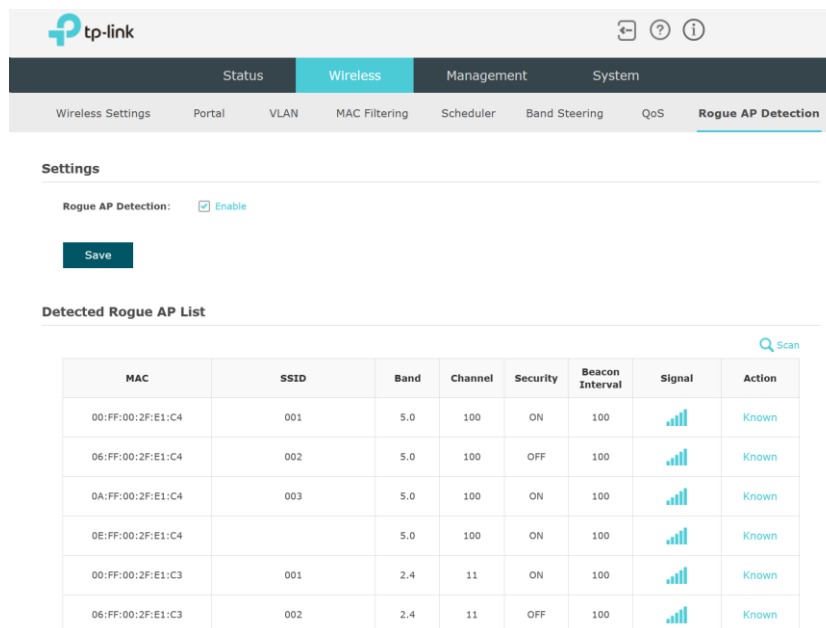 tp-link
Status Wireless Management System
Wireless Settings Portal VLAN MAC Filtering Scheduler Band Steering QoS Rogue AP Detection
Settings
Rogue AP Detection: Enable
Save
Detected Rogue AP List
Scan
MAC SSID Band Channel Security Beacon Interval Signal Action
00:FF:00:2F:E1:C4 001 5.0 100 ON 100 Known
06:FF:00:2F:E1:C4 002 5.0 100 OFF 100 Known
0A:FF:00:2F:E1:C4 003 5.0 100 ON 100 Known
0E:FF:00:2F:E1:C4 5.0 100 ON 100 Known
00:FF:00:2F:E1:C3 001 2.4 11 ON 100 Known
06:FF:00:2F:E1:C3 002 2.4 11 OFF 100 Known